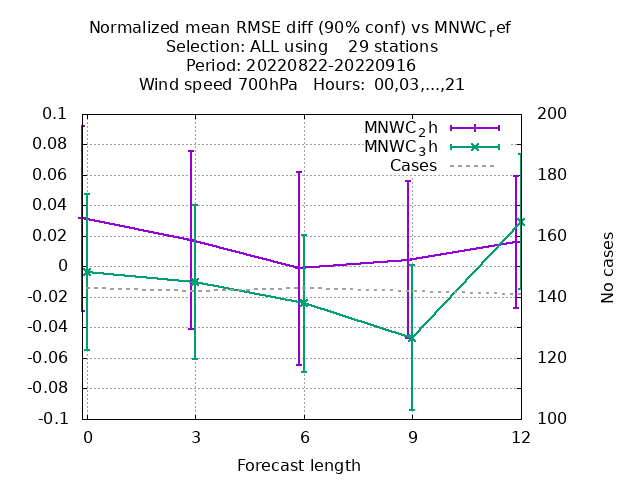 Normalized mean RMSE diff (90% conf) vs MNWC_ref
Selection: ALL using    29 stations
Period: 20220822-20220916
Wind speed 700hPa   Hours: 00,03,...,21
MNWC_2h
MNWC_3h
Cases
0.1
0.08
0.06
0.04
0.02
0
-0.02
-0.04
-0.06
-0.08
-0.1
200
180
160
140
120
100
No cases
0 3 6 9 12
Forecast length